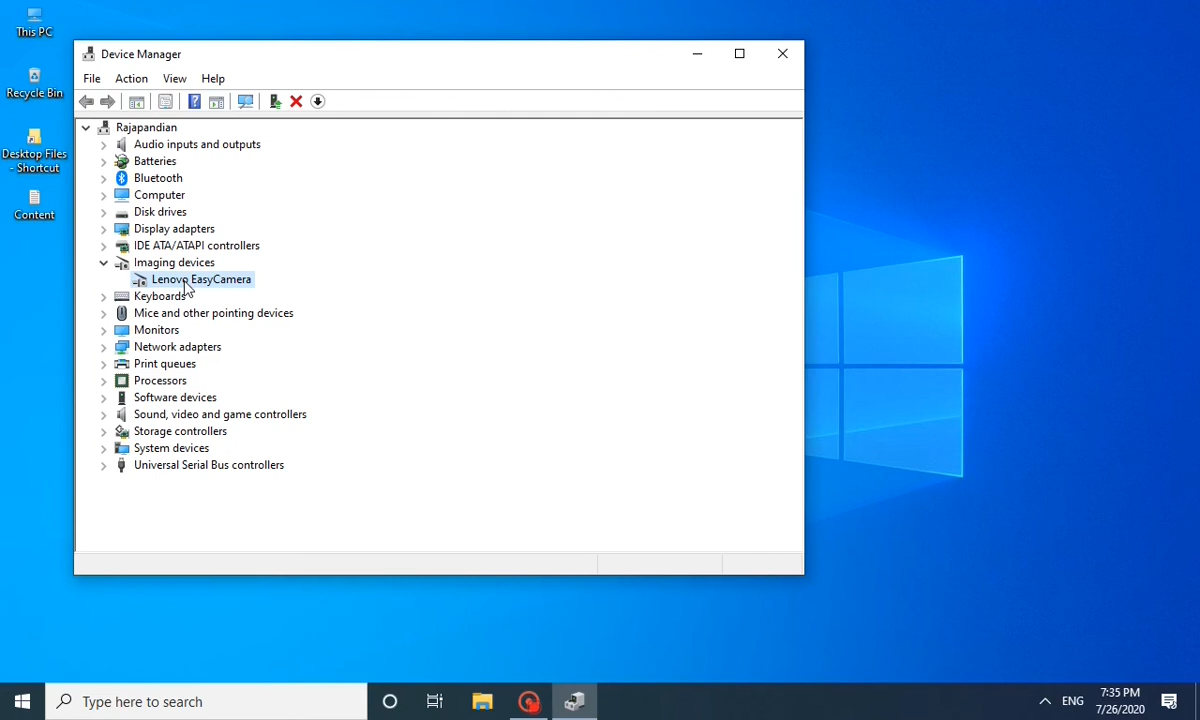 This PC
Recycle Bin
Desktop Files
- Shortcut
Content
Device Manager
File Action View Help
Rajapandian
Audio inputs and outputs
Batteries
Bluetooth
Computer
Disk drives
Display adapters
IDE ATA/ATAPI controllers
Imaging devices
Lenovo EasyCamera
Keyboards
Mice and other pointing devices
Monitors
Network adapters
Print queues
Processors
Software devices
Sound, video and game controllers
Storage controllers
System devices
Universal Serial Bus controllers
Type here to search
ENG
7:35 PM
7/26/2020